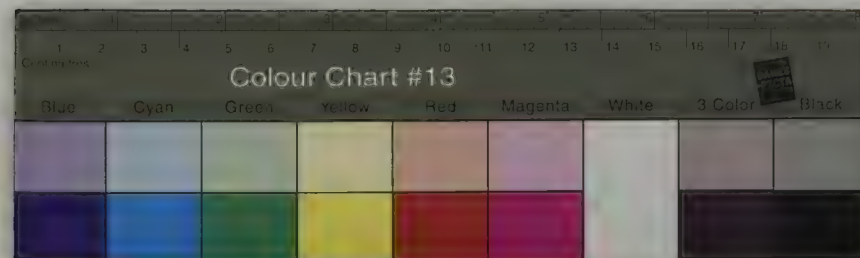 1 2 3 4 5 6 7 8 9 10 11 12 13 14 15 16 17 18 19
Colour Chart #13
Blue Cyan Green Yellow Red Magenta White 3 Color Black